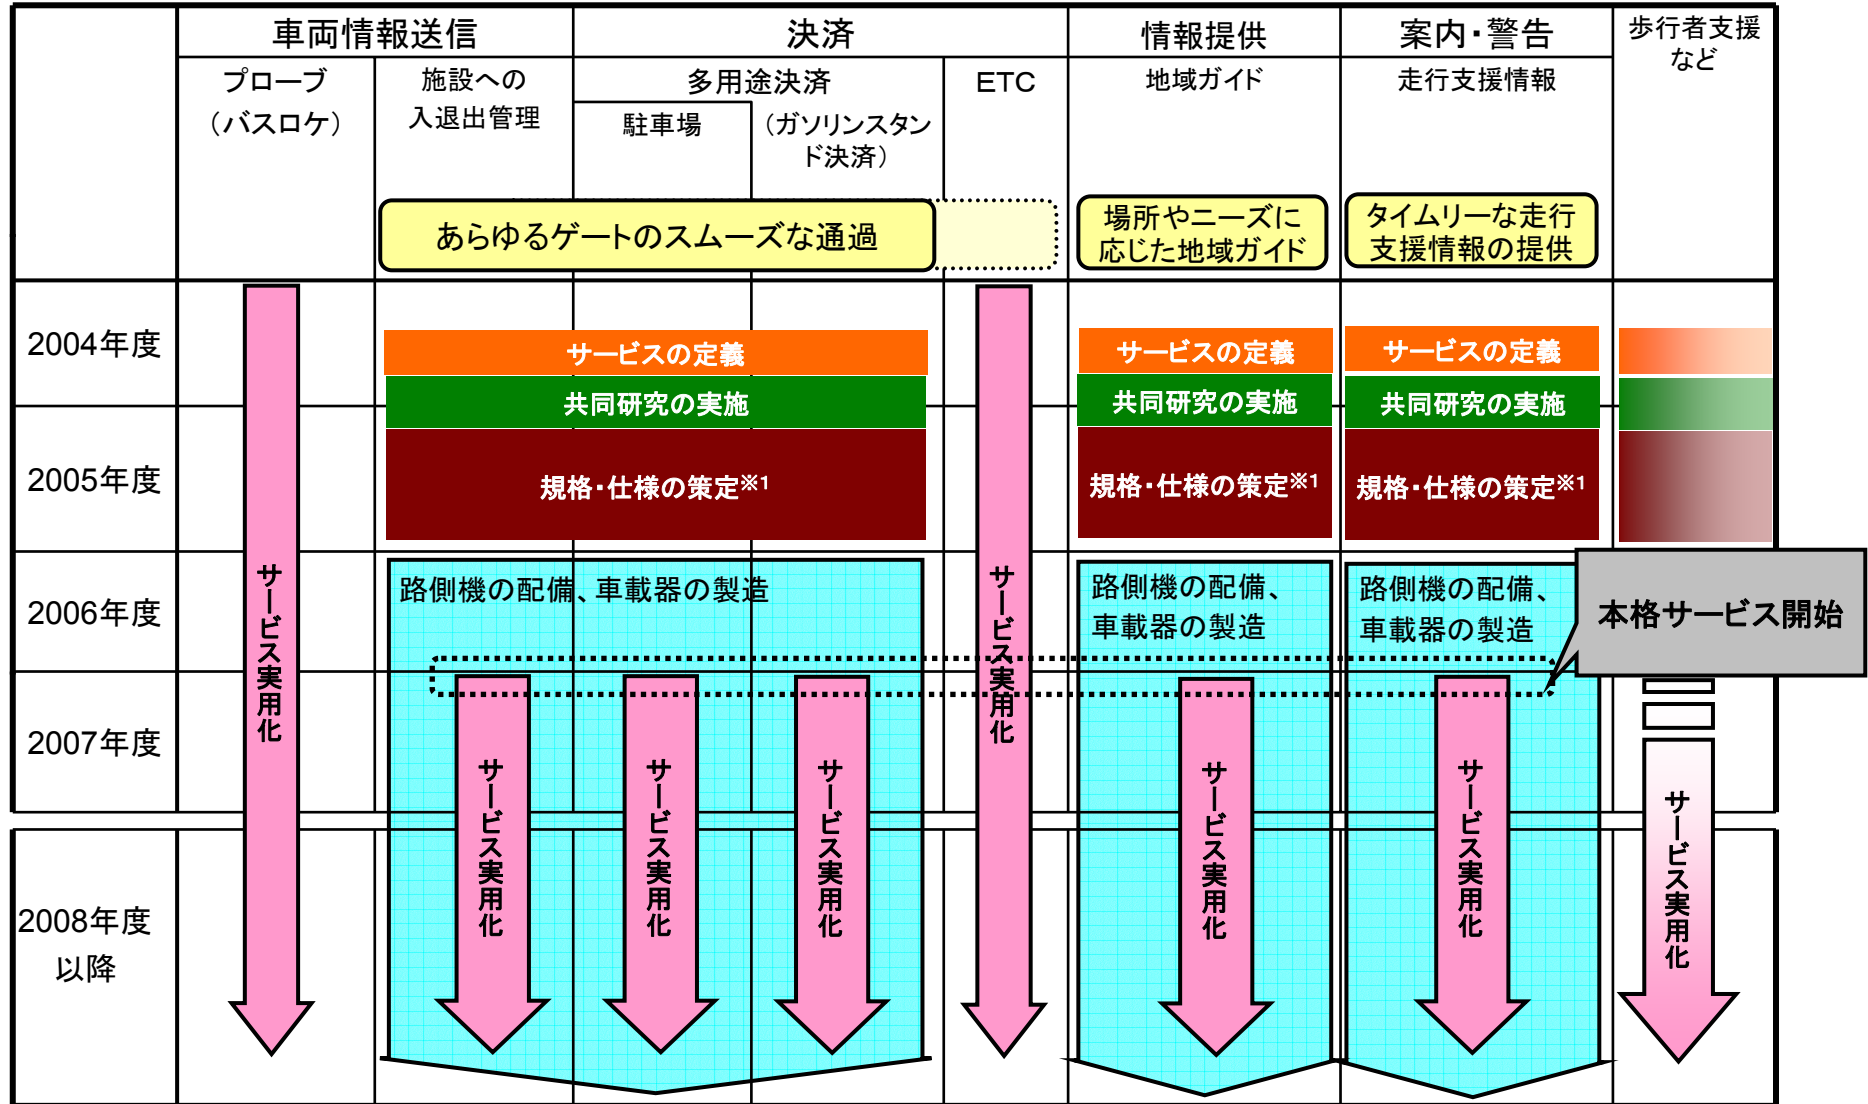 車両情報送信
決済
情報提供
案内・警告
歩行者支援
など
プローブ
（バスロケ）
施設への
入退出管理
多用途決済
ETC
地域ガイド
走行支援情報
駐車場
（ガソリンスタン
ド決済）
あらゆるゲートのスムーズな通過
場所やニーズに
応じた地域ガイド
タイムリーな走行
支援情報の提供
2004年度
サービスの定義
サービスの定義
サービスの定義
共同研究の実施
共同研究の実施
共同研究の実施
2005年度
規格・仕様の策定※1
規格・仕様の策定※1
規格・仕様の策定※1
2006年度
路側機の配備、車載器の製造
路側機の配備、
車載器の製造
路側機の配備、
車載器の製造
本格サービス開始
サービス実用化
サービス実用化
2007年度
サービス実用化
サービス実用化
サービス実用化
サービス実用化
サービス実用化
サービス実用化
2008年度
以降